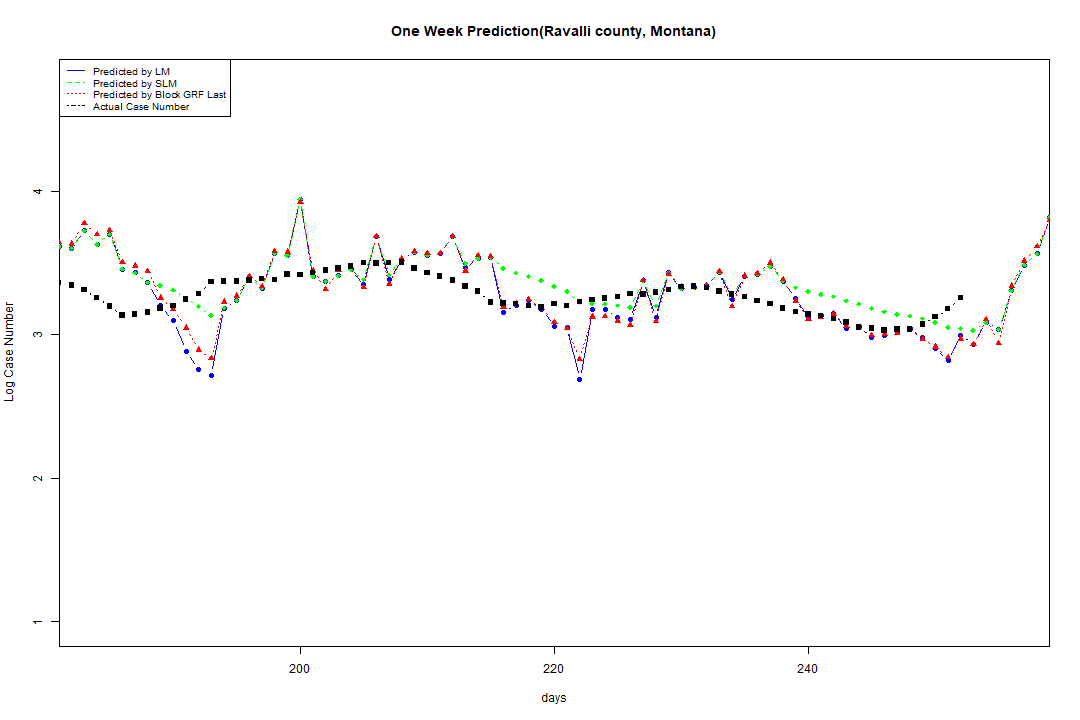 One Week Prediction(Ravalli county, Montana)
Predicted by LM
Predicted by SLM
Predicted by Block GRF Last
Actual Case Number
4
3
2
1
Log Case Number
200 220 240
days